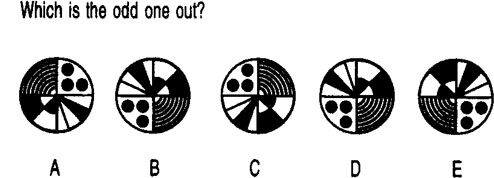 Which is the odd one out?
A B C D E